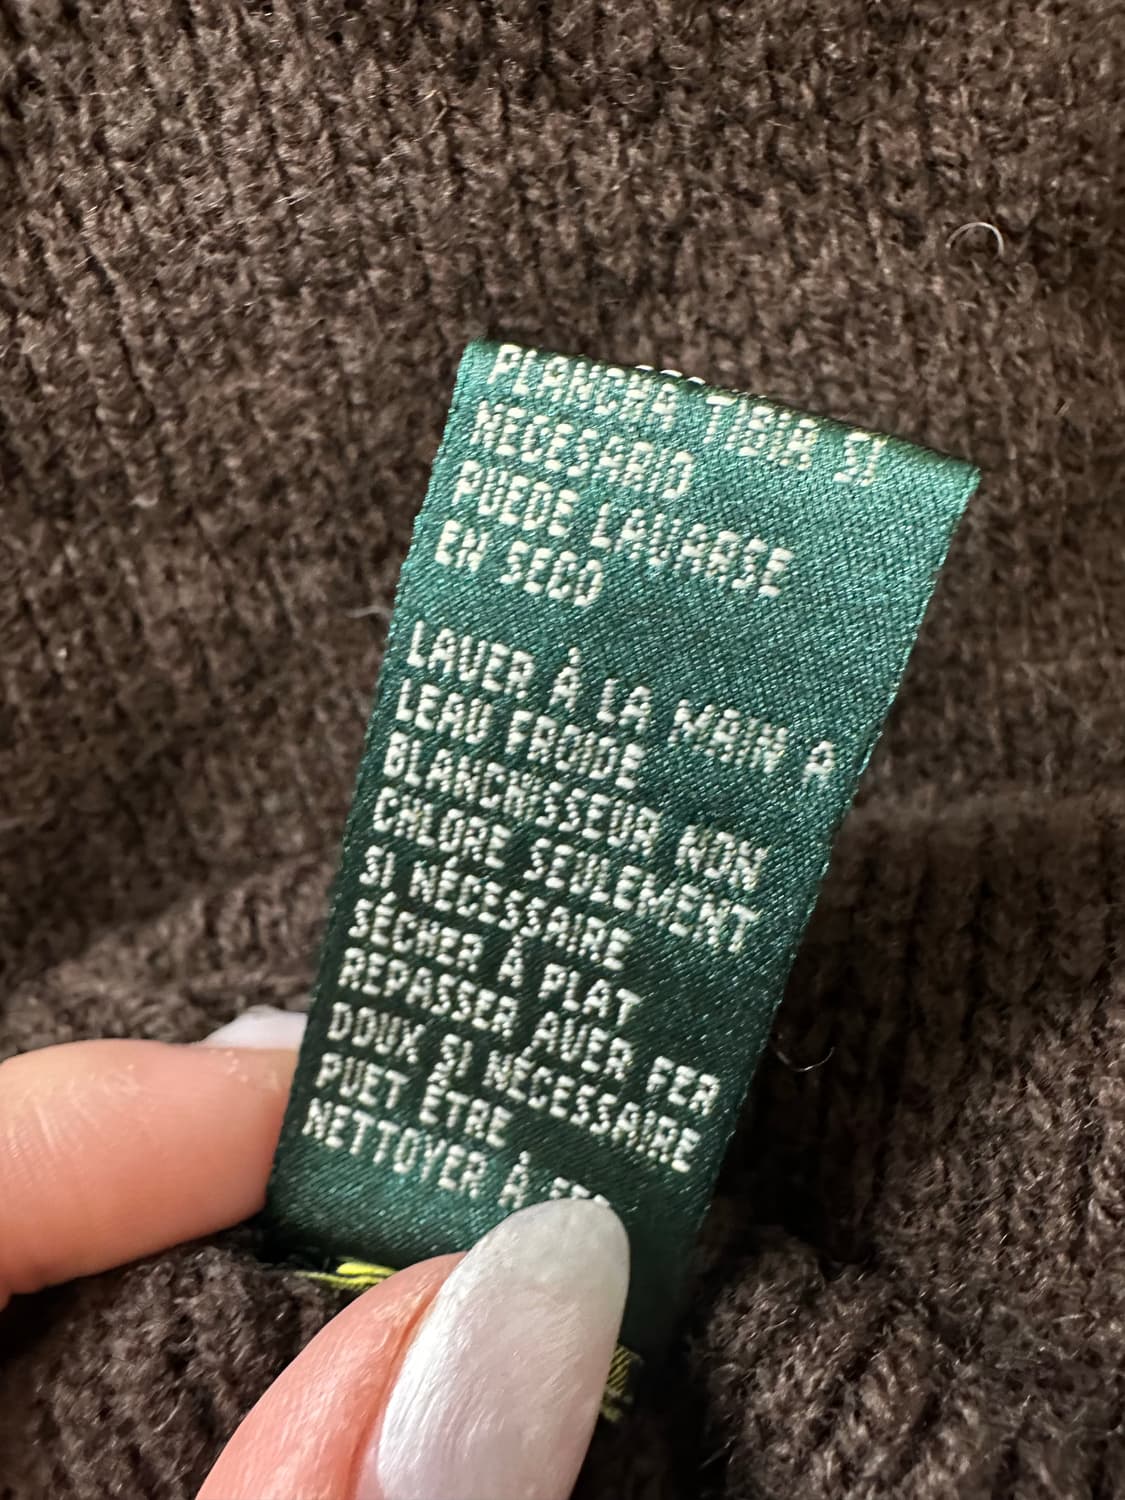 PLANCHA TIBIA SI
NECESARIO
PUEDE LAVARSE
EN SECO
LAVER À LA MAIN A
LEAU FROIDE
BLANCHISSEUR NON
CHLORE SEULEMENT
SI NÉCESSAIRE
SÉCHER À PLAT
REPASSER AVER FER
DOUX SI NÉCESSAIRE
PUET ÊTRE
NETTOYER À